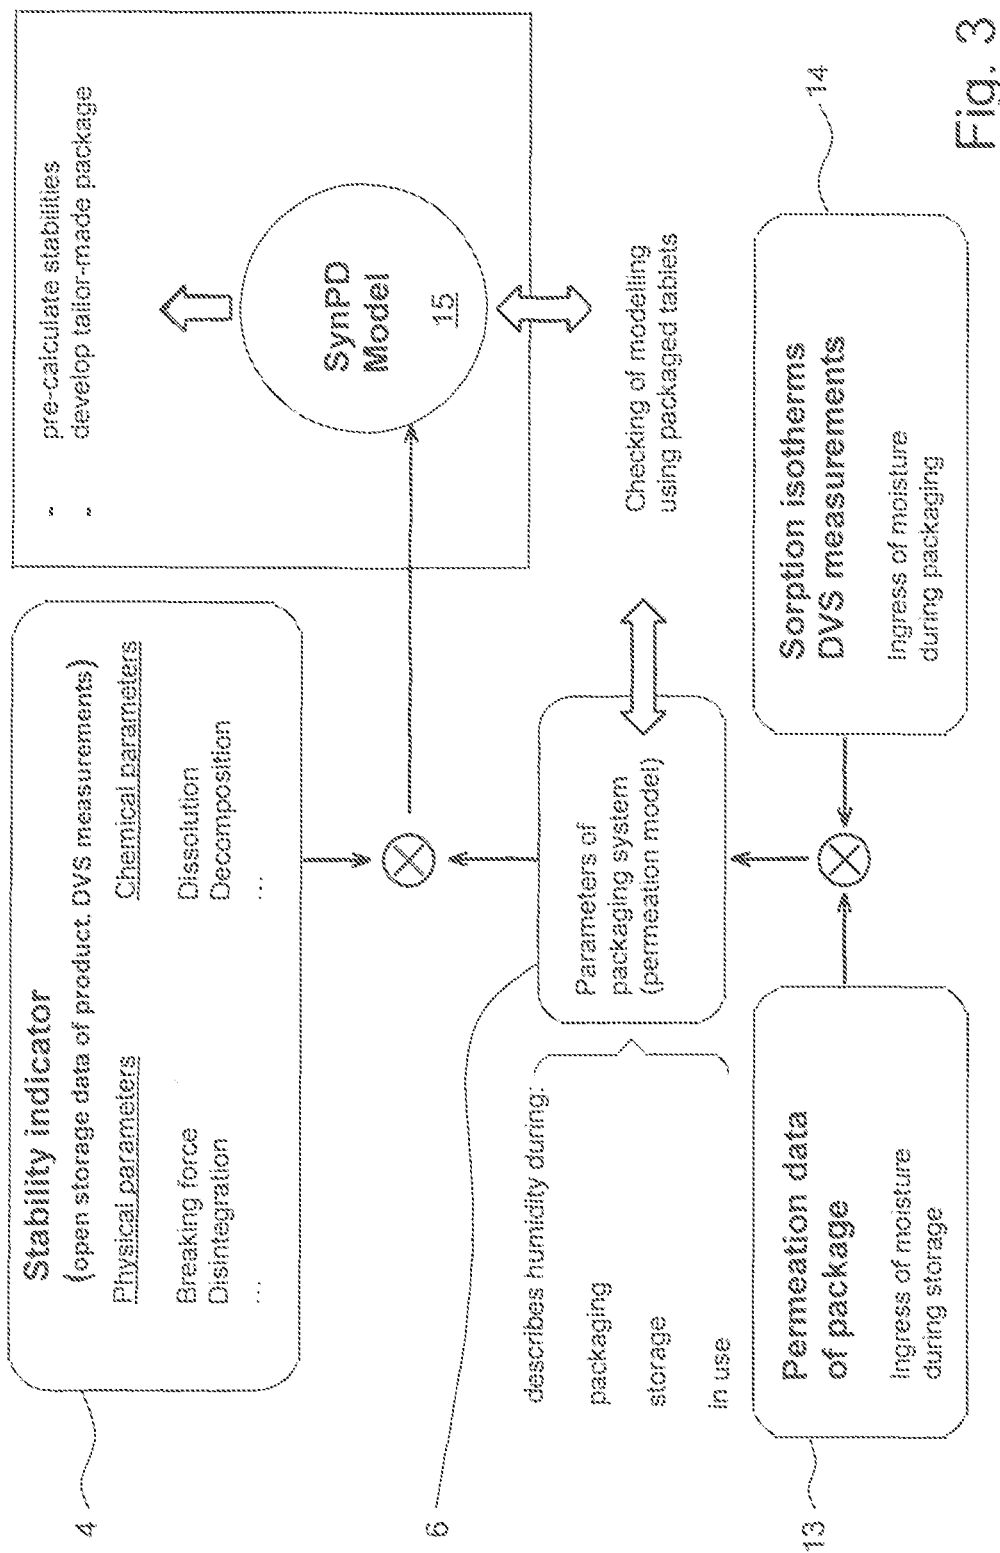 4
Stability indicator
(open storage data of product. DVS measurements)
Physical parameters
Chemical parameters
Breaking force
Disintegration
...
Dissolution
Decomposition
...
- pre-calculate stabilities
- develop tailor-made package
SynPD
Model
15
6
describes humidity during:
packaging
storage
in use
Parameters of
packaging system
(permeation model)
Checking of modelling
using packaged tablets
13
Permeation data
of package
Ingress of moisture
during storage
Sorption isotherms
DVS measurements
Ingress of moisture
during packaging
14
Fig. 3